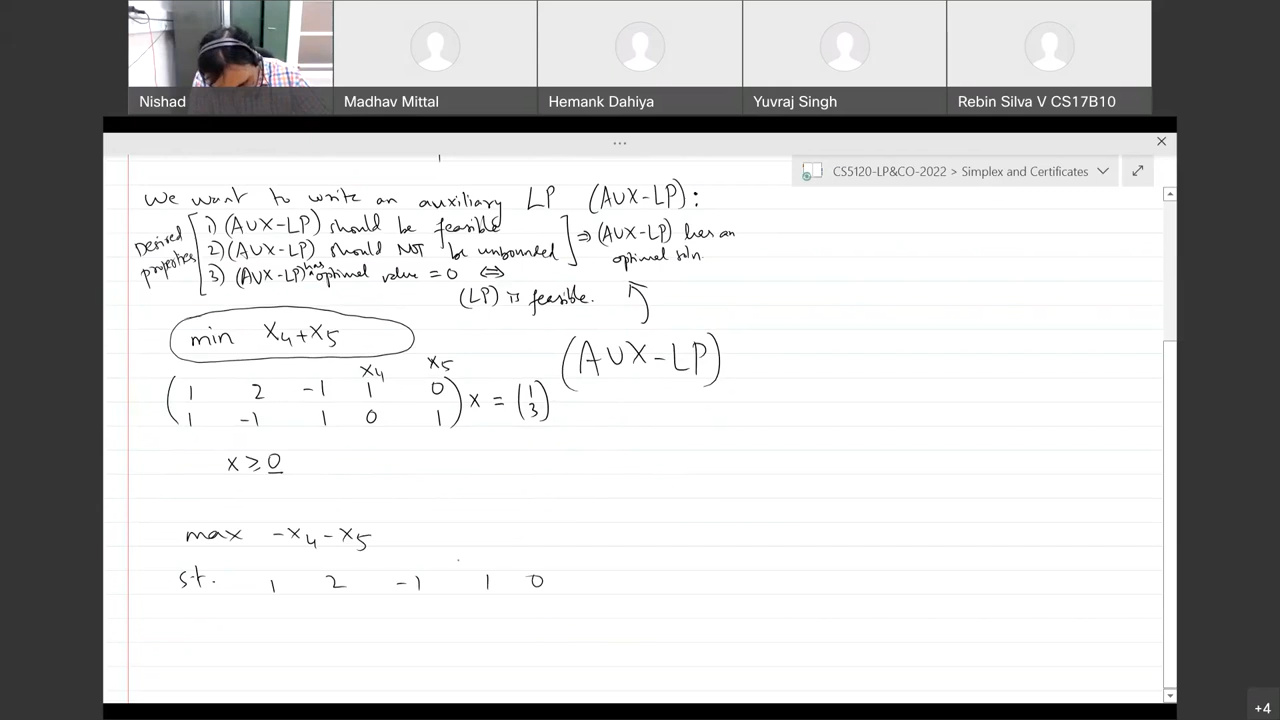 Nishad
Madhav Mittal
Hemank Dahiya
Yuvraj Singh
Rebin Silva V CS17B10
CS5120-LP&CO-2022 > Simplex and Certificates
We want to write an auxiliary LP (AUX-LP):
Desired properties
1) (AUX-LP) should be feasible
2) (AUX-LP) should NOT be unbounded
⇒ (AUX-LP) has an optimal soln.
3) (AUX-LP) has optimal value = 0 ⇔
(LP) is feasible.
min x4+x5
(AUX-LP)
x4 x5
( 1 2 -1 1 0 ) x = ( 1
( 1 -1 1 0 1 ) 3 )
x ≥ 0
max -x4-x5
s.t. 1 2 -1 1 0
+4